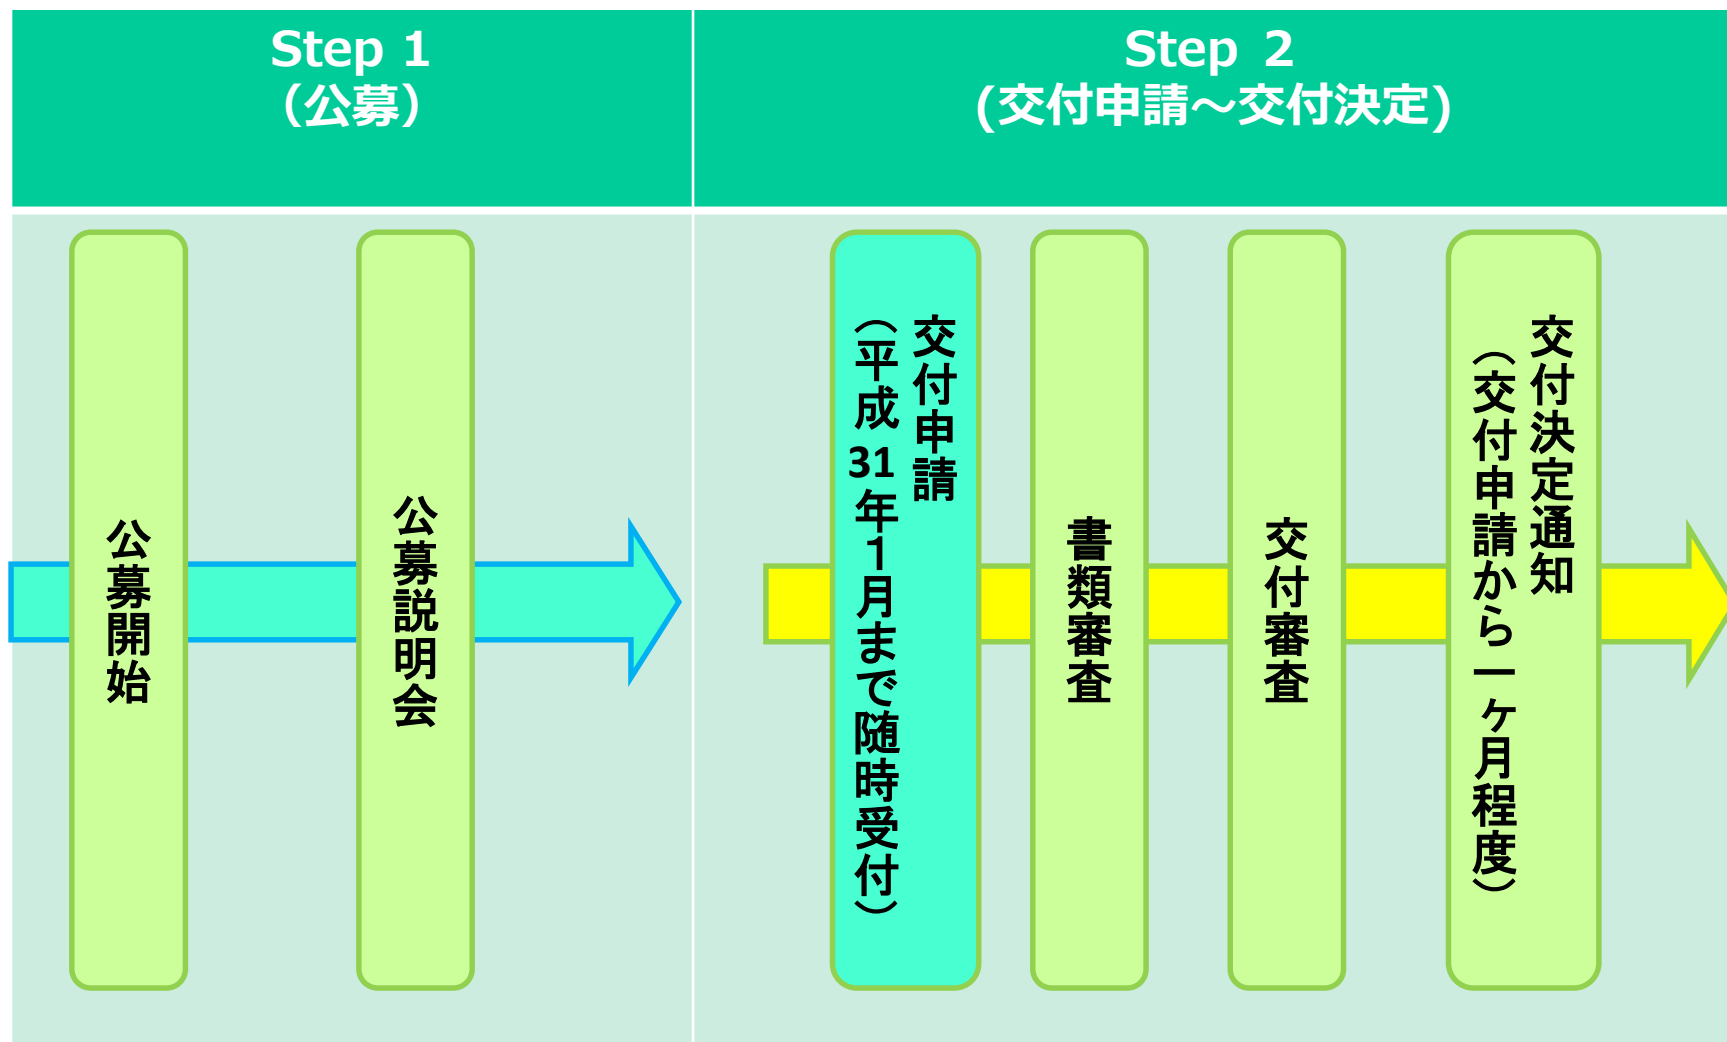 Step 1
（公募）
Step 2
(交付申請～交付決定)
公募開始
公募説明会
交付申請
（平成31年1月まで随時受付）
書類審査
交付審査
交付決定通知
（交付申請から一ヶ月程度）